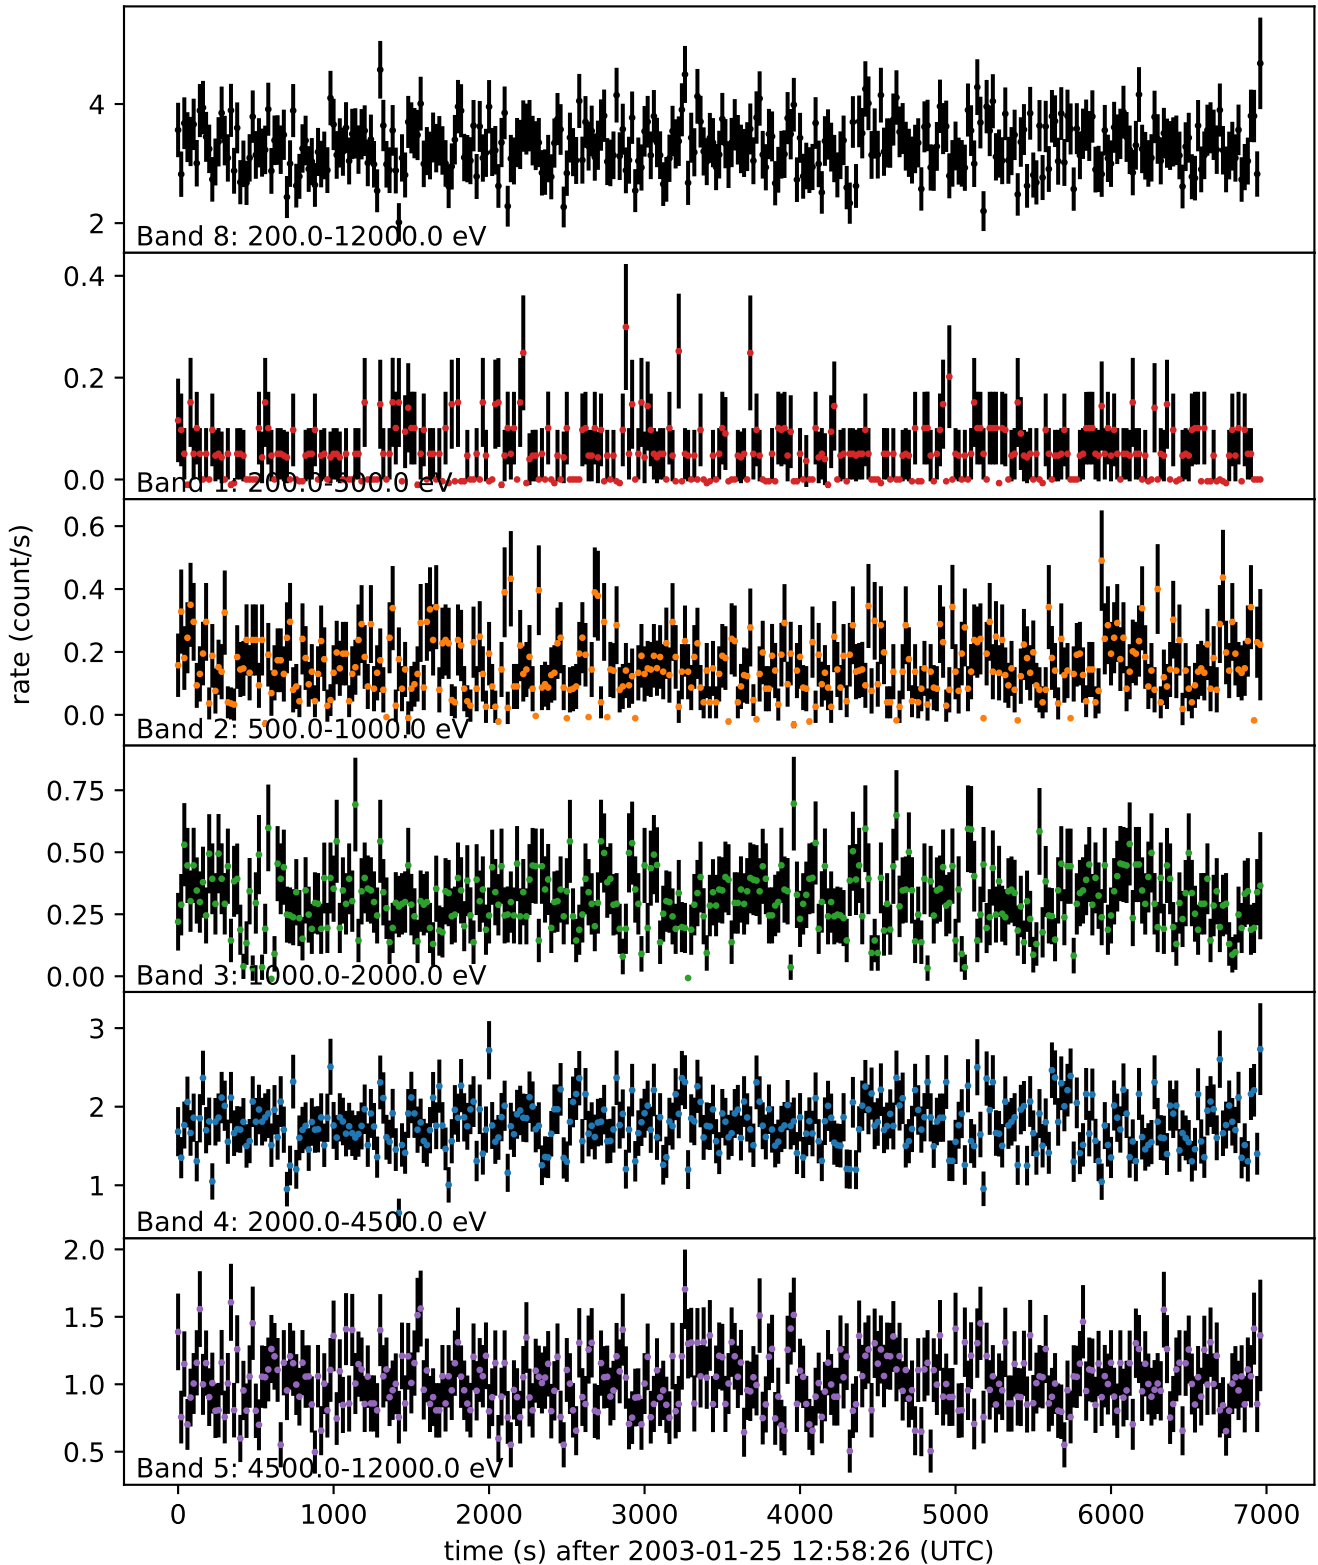 4
2
Band 8: 200.0-12000.0 eV
0.4
0.2
0.0
Band 1: 200.0-500.0 eV
0.6
0.4
0.2
0.0
Band 2: 500.0-1000.0 eV
rate (count/s)
0.75
0.50
0.25
0.00
Band 3: 1000.0-2000.0 eV
3
2
1
Band 4: 2000.0-4500.0 eV
2.0
1.5
1.0
0.5
Band 5: 4500.0-12000.0 eV
0 1000 2000 3000 4000 5000 6000 7000
time (s) after 2003-01-25 12:58:26 (UTC)